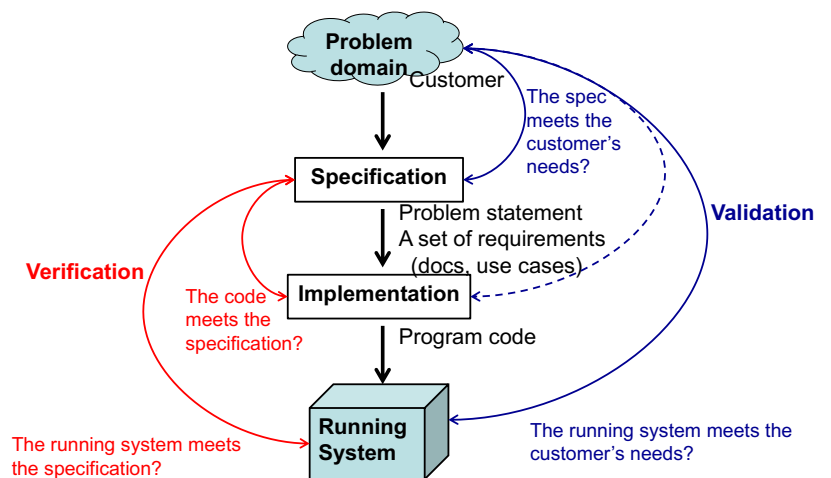 Problem
domain
Customer
The spec
meets the
customer's
needs?
Specification
Validation
Problem statement
A set of requirements
(docs, use cases)
Verification
Implementation
The code
meets the
specification?
Program code
Running
System
The running system meets
the specification?
The running system meets the
customer's needs?